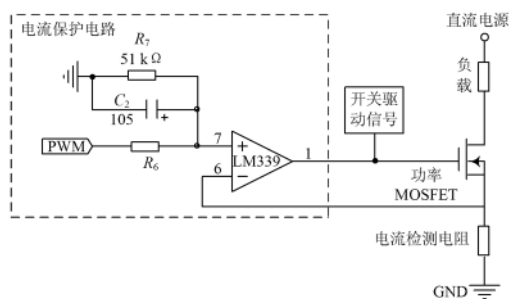 电流保护电路
直流电源
R7
51 kΩ
负
载
C2
105
+
开关驱
动信号
PWM
R6
7
+
LM339
1
6
−
功率
MOSFET
电流检测电阻
GND